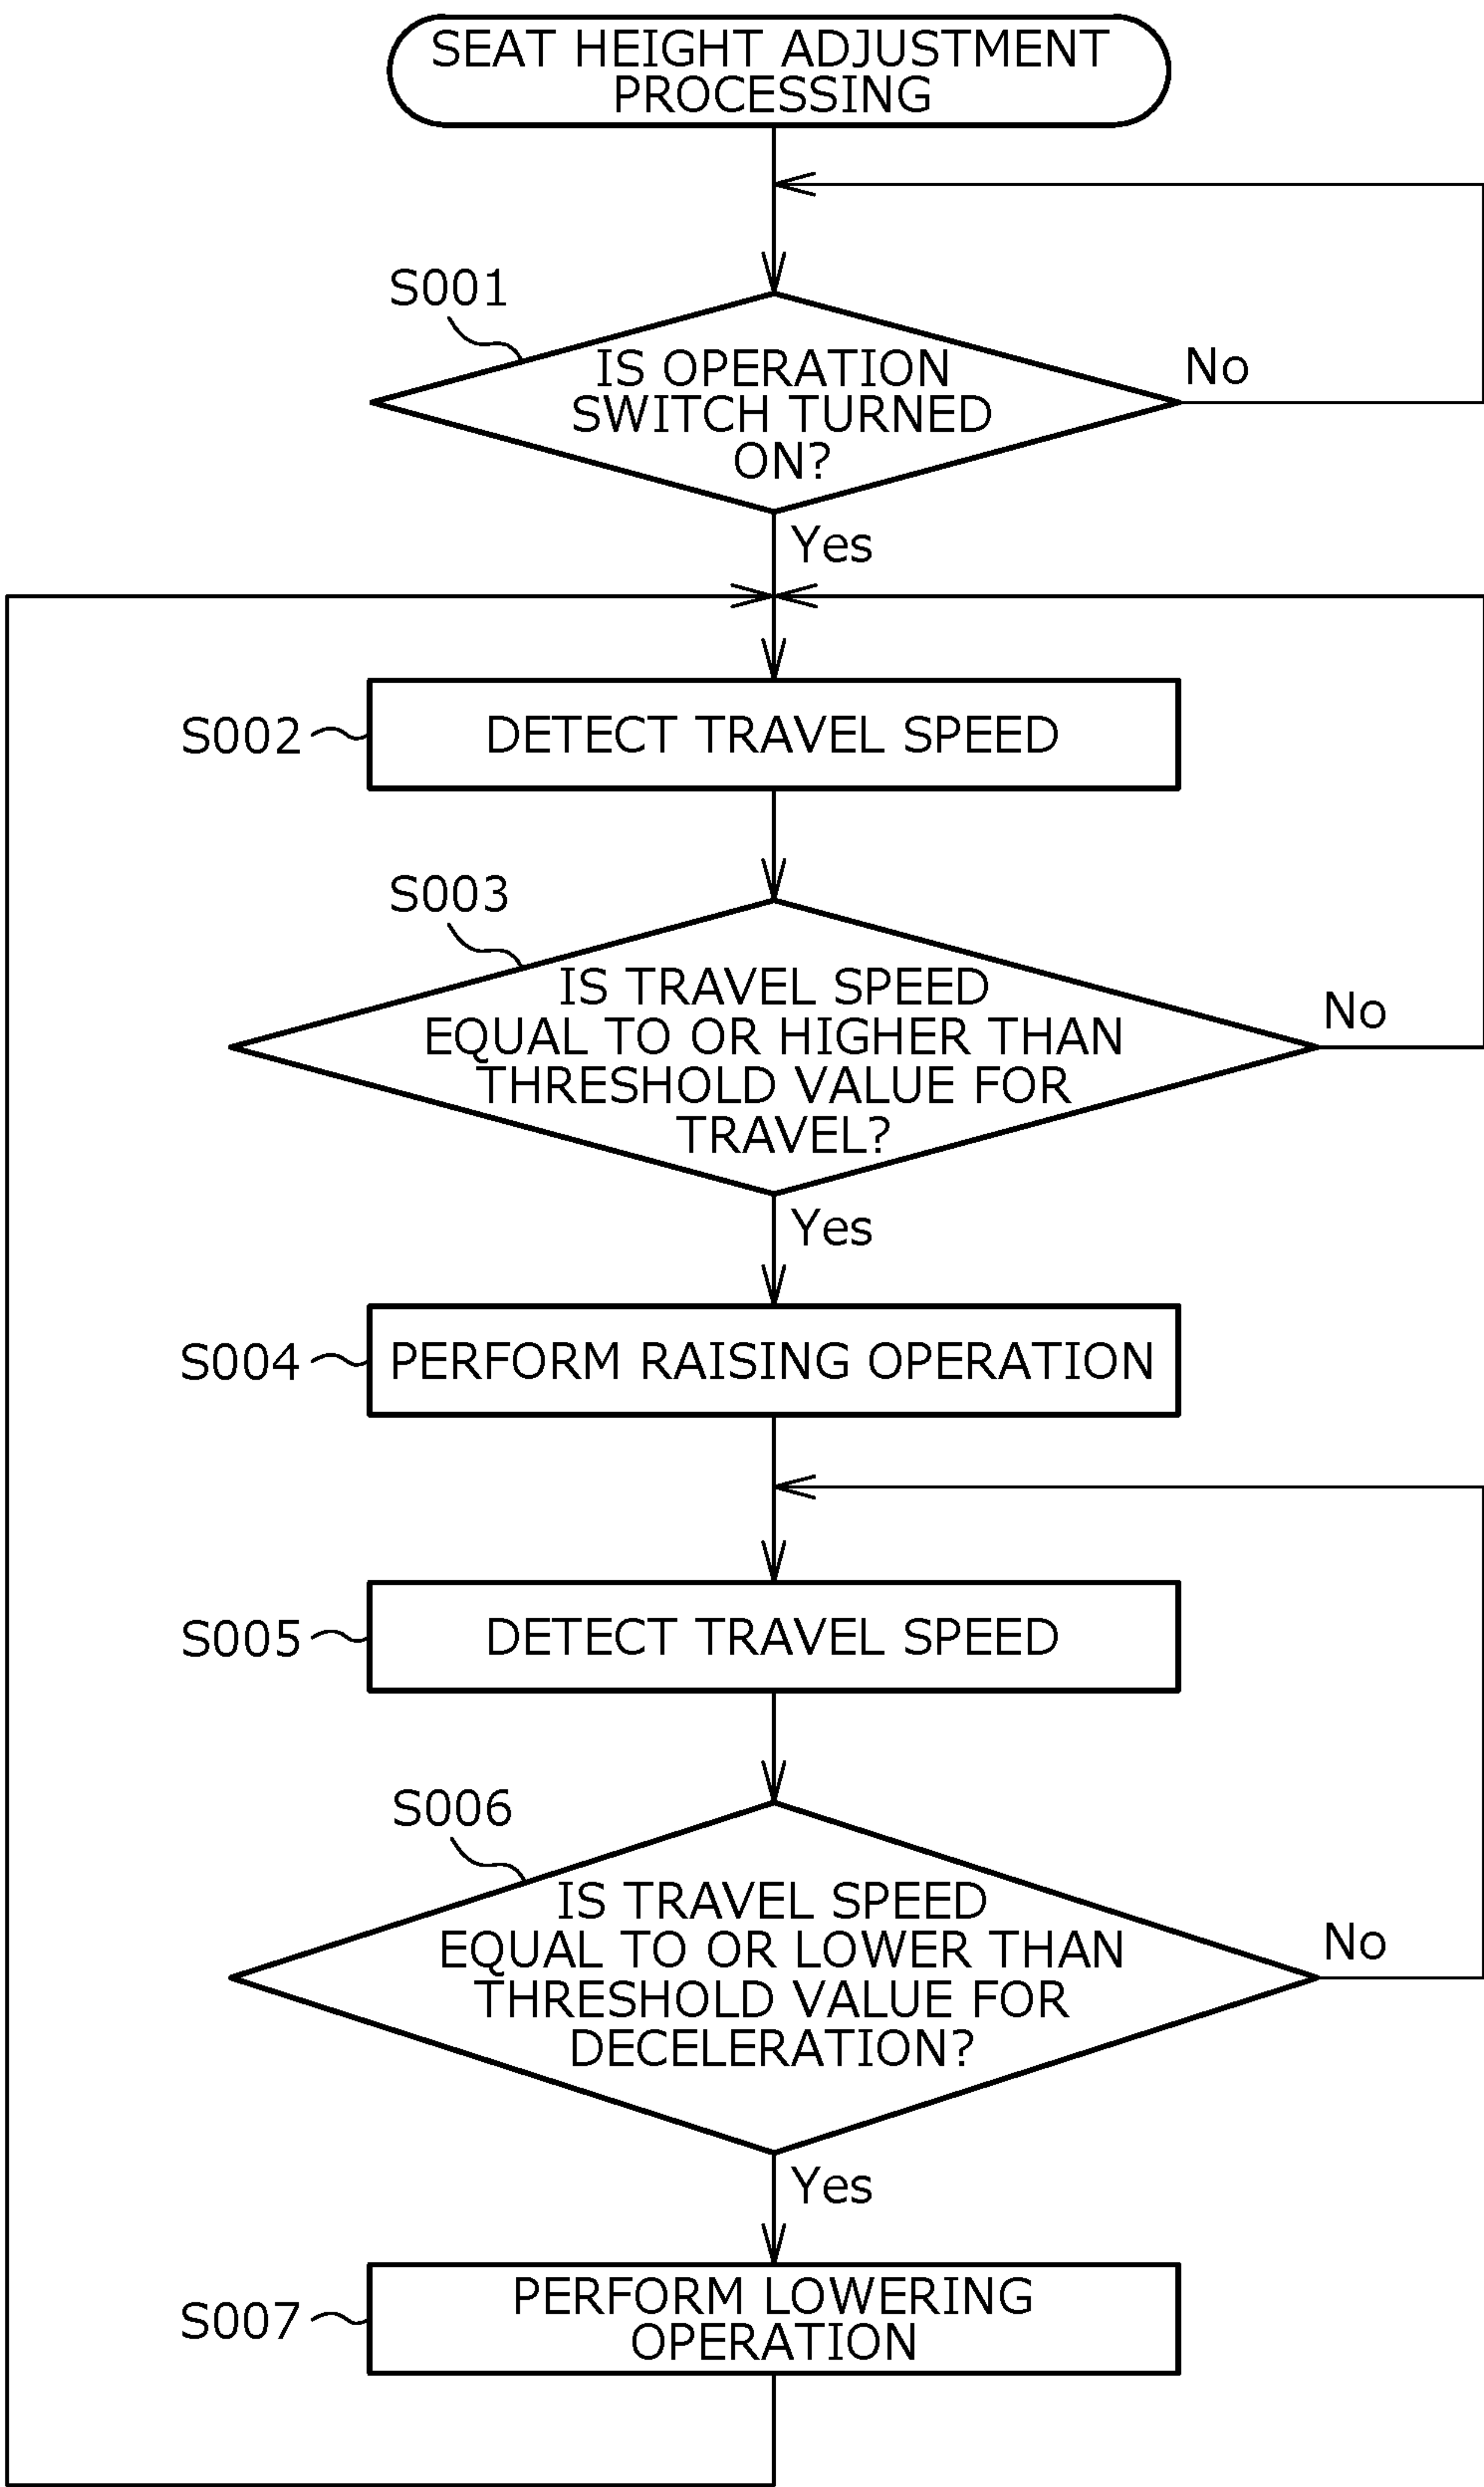 SEAT HEIGHT ADJUSTMENT
PROCESSING
S001
IS OPERATION
SWITCH TURNED
ON?
No
Yes
S002
DETECT TRAVEL SPEED
S003
IS TRAVEL SPEED
EQUAL TO OR HIGHER THAN
THRESHOLD VALUE FOR
TRAVEL?
No
Yes
S004
PERFORM RAISING OPERATION
S005
DETECT TRAVEL SPEED
S006
IS TRAVEL SPEED
EQUAL TO OR LOWER THAN
THRESHOLD VALUE FOR
DECELERATION?
No
Yes
S007
PERFORM LOWERING
OPERATION